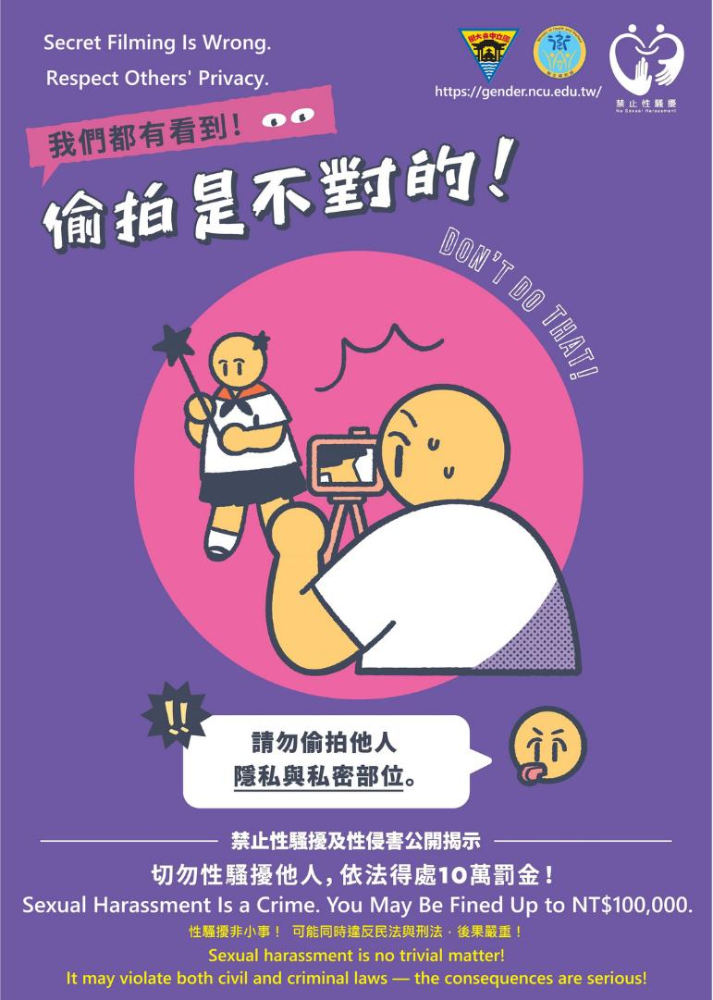 Secret Filming Is Wrong.
Respect Others' Privacy.
https://gender.ncu.edu.tw/
禁止性騷擾
No Sexual Harassment
我們都有看到！
偷拍是不對的！
DON'T DO THAT!
!!
請勿偷拍他人
隱私與私密部位。
禁止性騷擾及性侵害公開揭示
切勿性騷擾他人，依法得處10萬罰金！
Sexual Harassment Is a Crime. You May Be Fined Up to NT$100,000.
性騷擾非小事！ 可能同時違反民法與刑法，後果嚴重！
Sexual harassment is no trivial matter!
It may violate both civil and criminal laws — the consequences are serious!